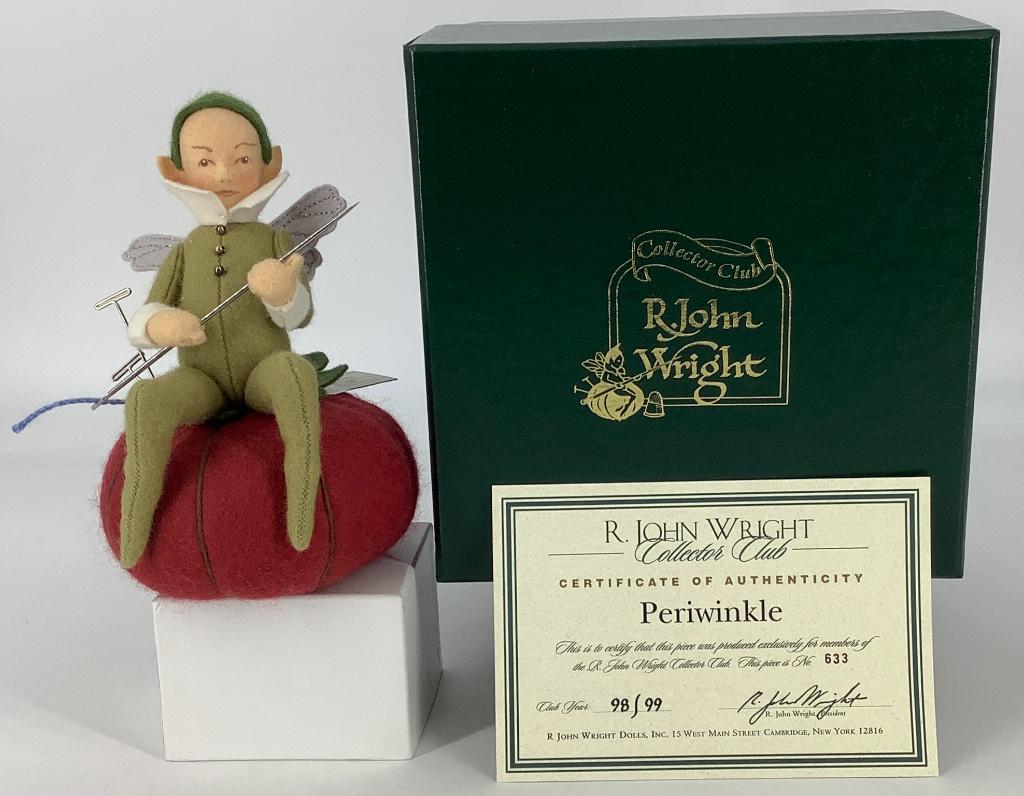 Collector Club
R. John
Wright
R. JOHN WRIGHT
Collector Club
CERTIFICATE OF AUTHENTICITY
Periwinkle
This is to certify that this piece was produced exclusively for members of
the R. John Wright Collector Club. This piece is No. 633
Club Year 98/99
R. John Wright
R. John Wright, President
R JOHN WRIGHT DOLLS, INC. 15 WEST MAIN STREET CAMBRIDGE, NEW YORK 12816